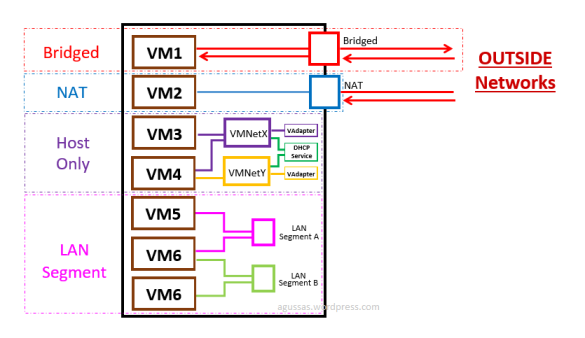 Bridged
VM1
Bridged
OUTSIDE
Networks
NAT
VM2
NAT
Host
Only
VM3
VM4
VMNetX
VMNetY
VAdapter
DHCP
Service
VAdapter
LAN
Segment
VM5
VM6
VM6
LAN
Segment A
LAN
Segment B
agussas.wordpress.com